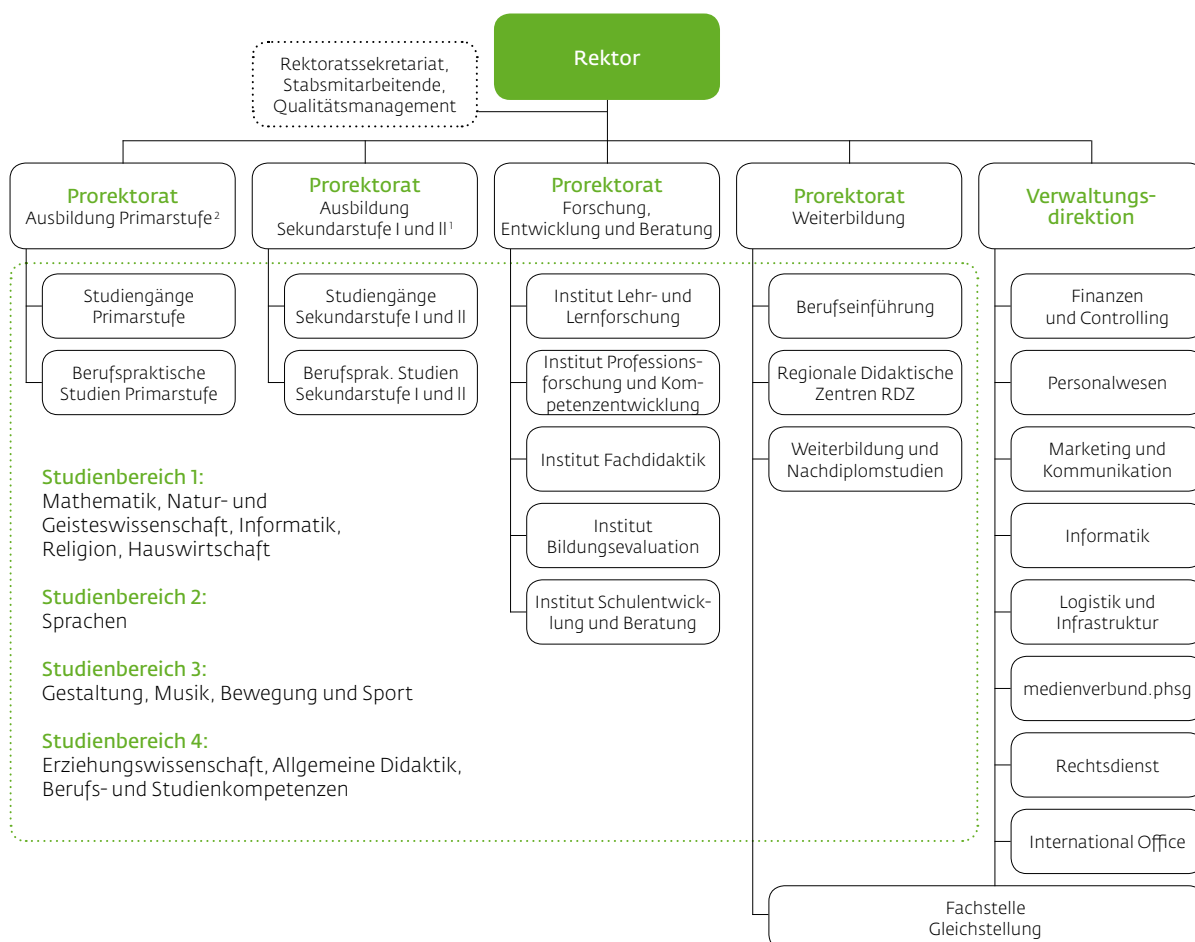 Rektor
Rektoratssekretariat,
Stabsmitarbeitende,
Qualitätsmanagement
Prorektorat
Ausbildung Primarstufe²
Prorektorat
Ausbildung
Sekundarstufe I und II¹
Prorektorat
Forschung,
Entwicklung und Beratung
Prorektorat
Weiterbildung
Verwaltungs-
direktion
Studiengänge
Primarstufe
Berufspraktische
Studien Primarstufe
Studiengänge
Sekundarstufe I und II
Berufsprak. Studien
Sekundarstufe I und II
Institut Lehr- und
Lernforschung
Institut Professions-
forschung und Kom-
petenzentwicklung
Institut Fachdidaktik
Institut
Bildungsevaluation
Institut Schulentwick-
lung und Beratung
Berufseinführung
Regionale Didaktische
Zentren RDZ
Weiterbildung und
Nachdiplomstudien
Finanzen
und Controlling
Personalwesen
Marketing und
Kommunikation
Informatik
Logistik und
Infrastruktur
medienverbund.phsg
Rechtsdienst
International Office
Fachstelle
Gleichstellung
Studienbereich 1:
Mathematik, Natur- und
Geisteswissenschaft, Informatik,
Religion, Hauswirtschaft
Studienbereich 2:
Sprachen
Studienbereich 3:
Gestaltung, Musik, Bewegung und Sport
Studienbereich 4:
Erziehungswissenschaft, Allgemeine Didaktik,
Berufs- und Studienkompetenzen